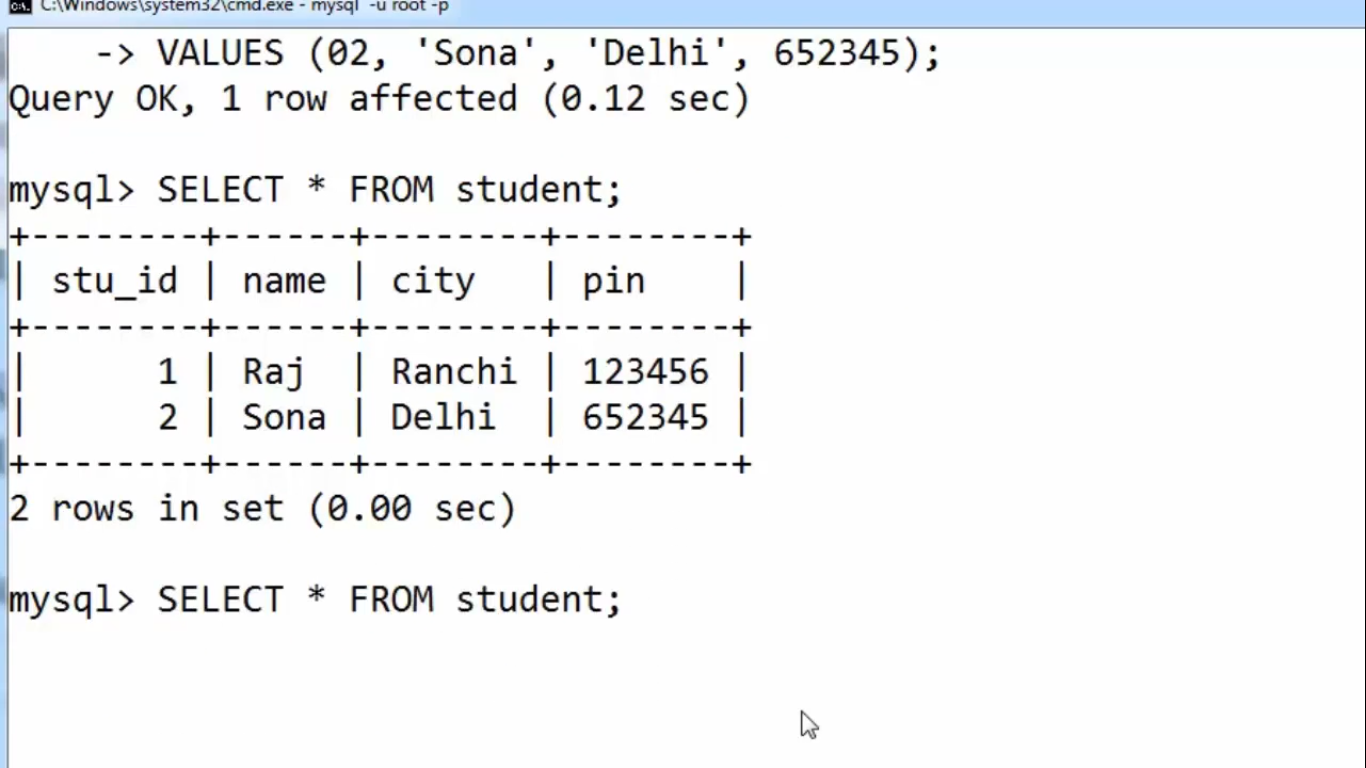 C:\Windows\system32\cmd.exe - mysql -u root -p
-> VALUES (02, 'Sona', 'Delhi', 652345);
Query OK, 1 row affected (0.12 sec)
mysql> SELECT * FROM student;
+--------+------+--------+--------+
| stu_id | name | city   | pin    |
+--------+------+--------+--------+
|      1 | Raj  | Ranchi | 123456 |
|      2 | Sona | Delhi  | 652345 |
+--------+------+--------+--------+
2 rows in set (0.00 sec)
mysql> SELECT * FROM student;